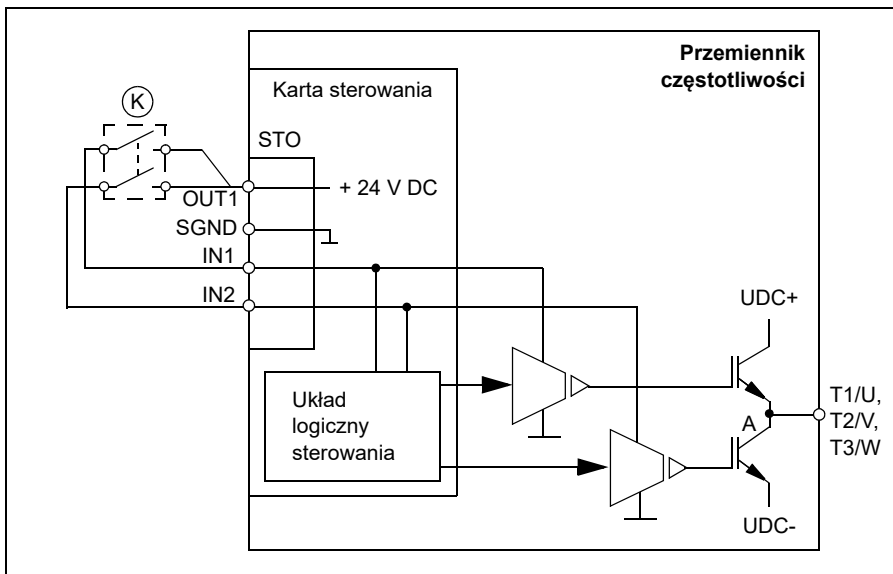 Przemiennik
częstotliwości
Karta sterowania
K
STO
OUT1
+ 24 V DC
SGND
IN1
IN2
UDC+
Układ
logiczny
sterowania
A
T1/U,
T2/V,
T3/W
UDC-